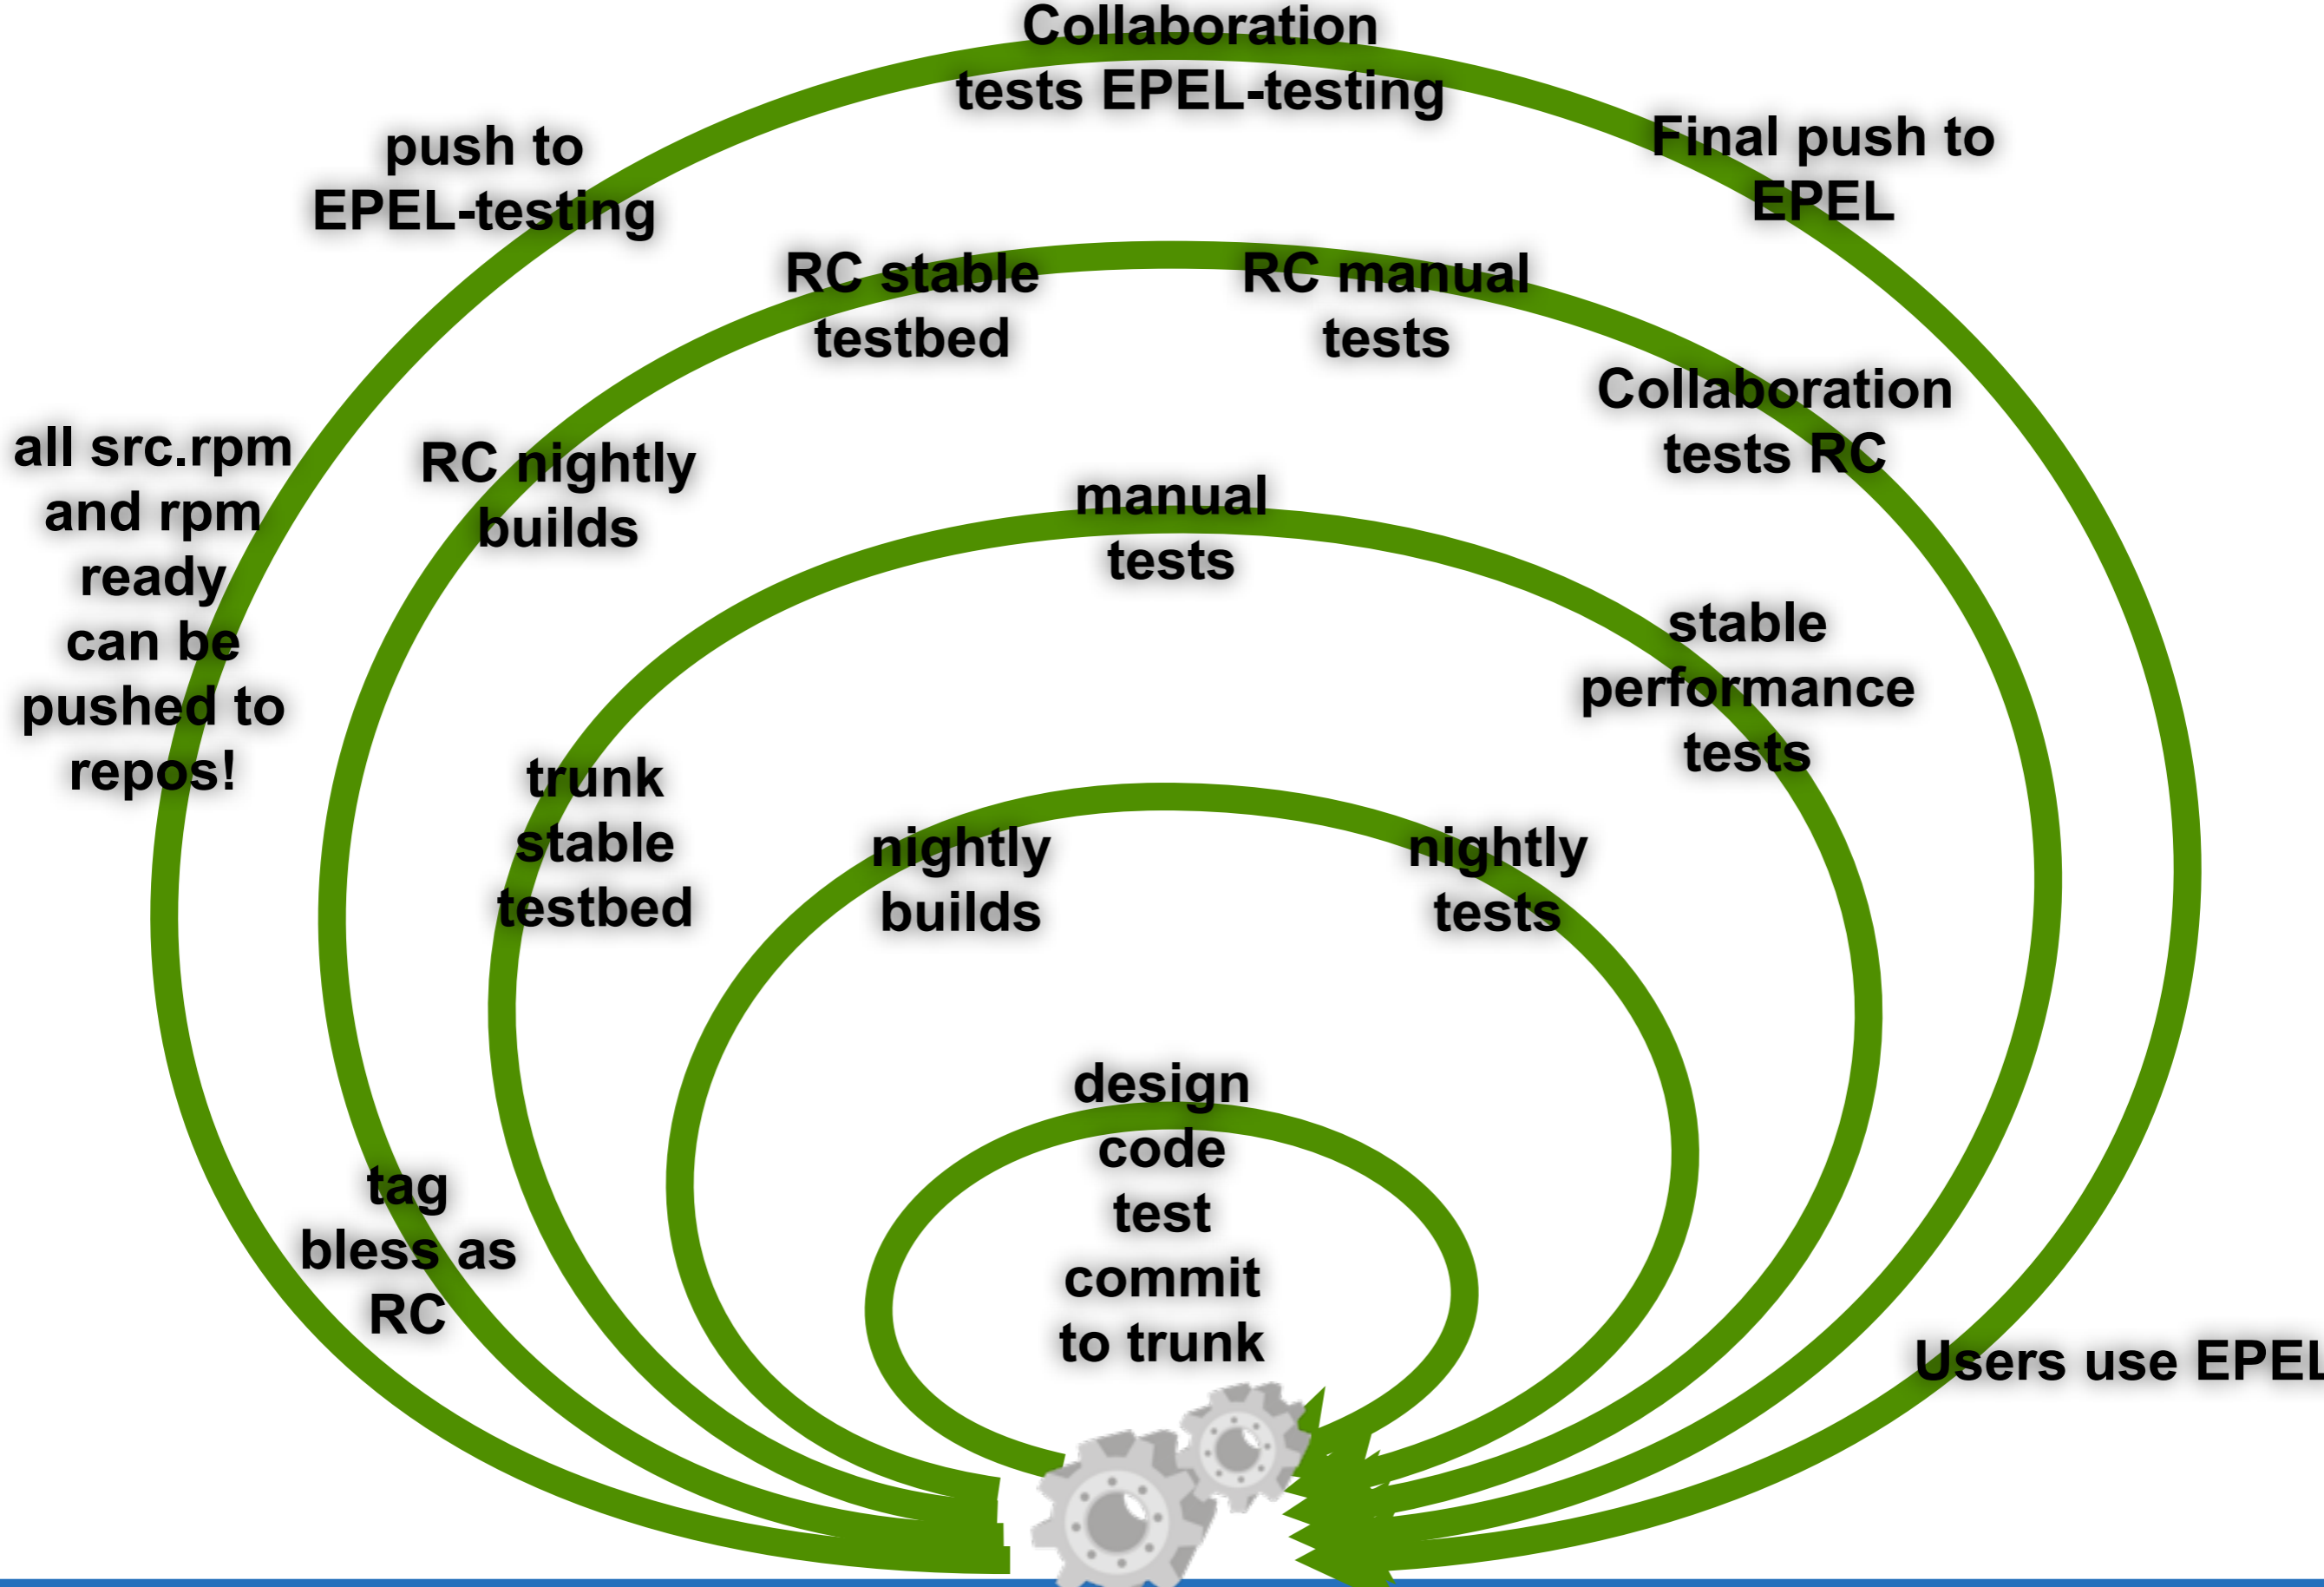 Collaboration
tests EPEL-testing
push to
EPEL-testing
Final push to
EPEL
RC stable
testbed
RC manual
tests
Collaboration
tests RC
all src.rpm
and rpm
ready
can be
pushed to
repos!
RC nightly
builds
manual
tests
stable
performance
tests
trunk
stable
testbed
nightly
builds
nightly
tests
design
code
test
commit
to trunk
tag
bless as
RC
Users use EPEL